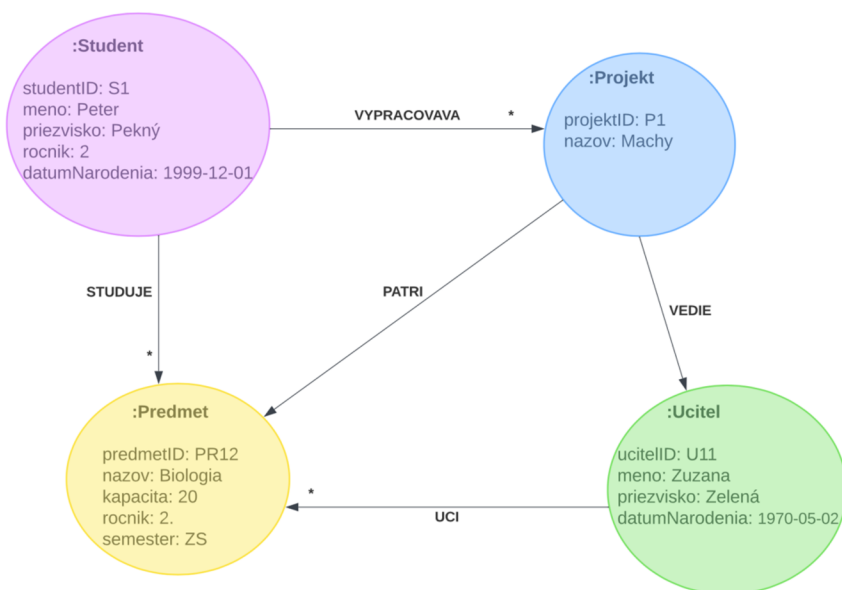 :Student
studentID: S1
meno: Peter
priezvisko: Pekný
rocnik: 2
datumNarodenia: 1999-12-01
VYPRACOVAVA *
:Projekt
projektID: P1
nazov: Machy
STUDUJE
*
PATRI
VEDIE
:Predmet
predmetID: PR12
nazov: Biologia
kapacita: 20
rocnik: 2.
semester: ZS
*
UCI
:Ucitel
ucitelID: U11
meno: Zuzana
priezvisko: Zelená
datumNarodenia: 1970-05-02